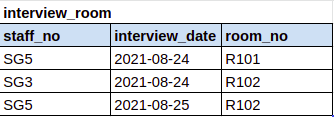 interview_room
staff_no interview_date room_no
SG5 2021-08-24 R101
SG3 2021-08-24 R102
SG5 2021-08-25 R102